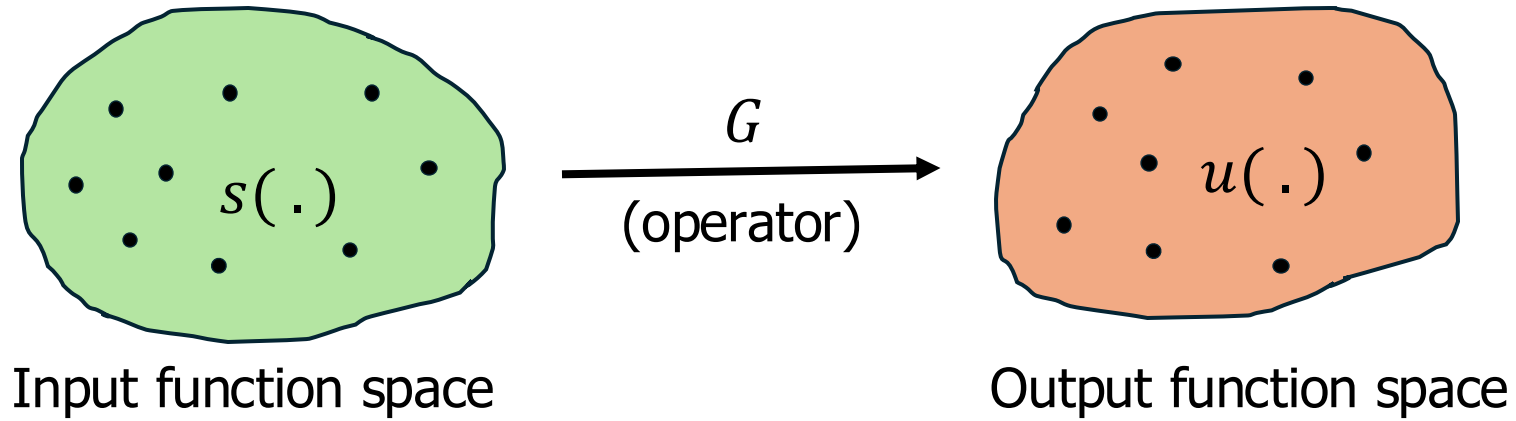 s(.)
G
(operator)
u(.)
Input function space
Output function space